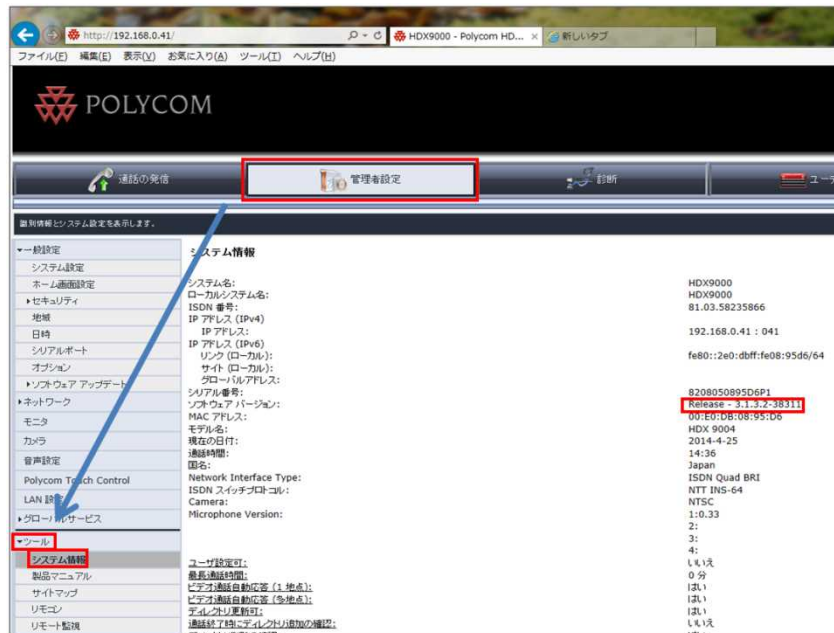 http://192.168.0.41/
HDX9000 - Polycom HD...
新しいタブ
ファイル(F) 編集(E) 表示(V) お気に入り(A) ツール(T) ヘルプ(H)
POLYCOM
通話の発信
管理者設定
診断
識別情報とシステム設定を表示します。
一般設定
システム設定
ホーム画面設定
セキュリティ
地域
日時
シリアルポート
オプション
ソフトウェア アップデート
ネットワーク
モニタ
カメラ
音声設定
Polycom Touch Control
LAN 設定
グローバルサービス
ツール
システム情報
製品マニュアル
サイトマップ
リモコン
リモート監視
システム情報
システム名: HDX9000
ローカルシステム名: HDX9000
ISDN 番号: 81.03.58235866
IP アドレス (IPv4)
IP アドレス: 192.168.0.41 : 041
IP アドレス (IPv6)
リンク (ローカル): fe80::2e0:dbff:fe08:95d6/64
サイト (ローカル):
グローバルアドレス:
シリアル番号: 8208050895D6P1
ソフトウェア バージョン: Release - 3.1.3.2-38311
MAC アドレス: 00:E0:DB:08:95:D6
モデル名: HDX 9004
現在の日付: 2014-4-25
通話時間: 14:36
国名: Japan
Network Interface Type: ISDN Quad BRI
ISDN スイッチプロトコル: NTT INS-64
Camera: NTSC
Microphone Version: 1:0.33
2:
3:
4:
ユーザ設定可: いいえ
最長通話時間: 0 分
ビデオ通話自動応答 (1 地点): はい
ビデオ通話自動応答 (多地点): はい
ディレクトリ更新可: はい
通話終了時にディレクトリ追加の確認: いいえ